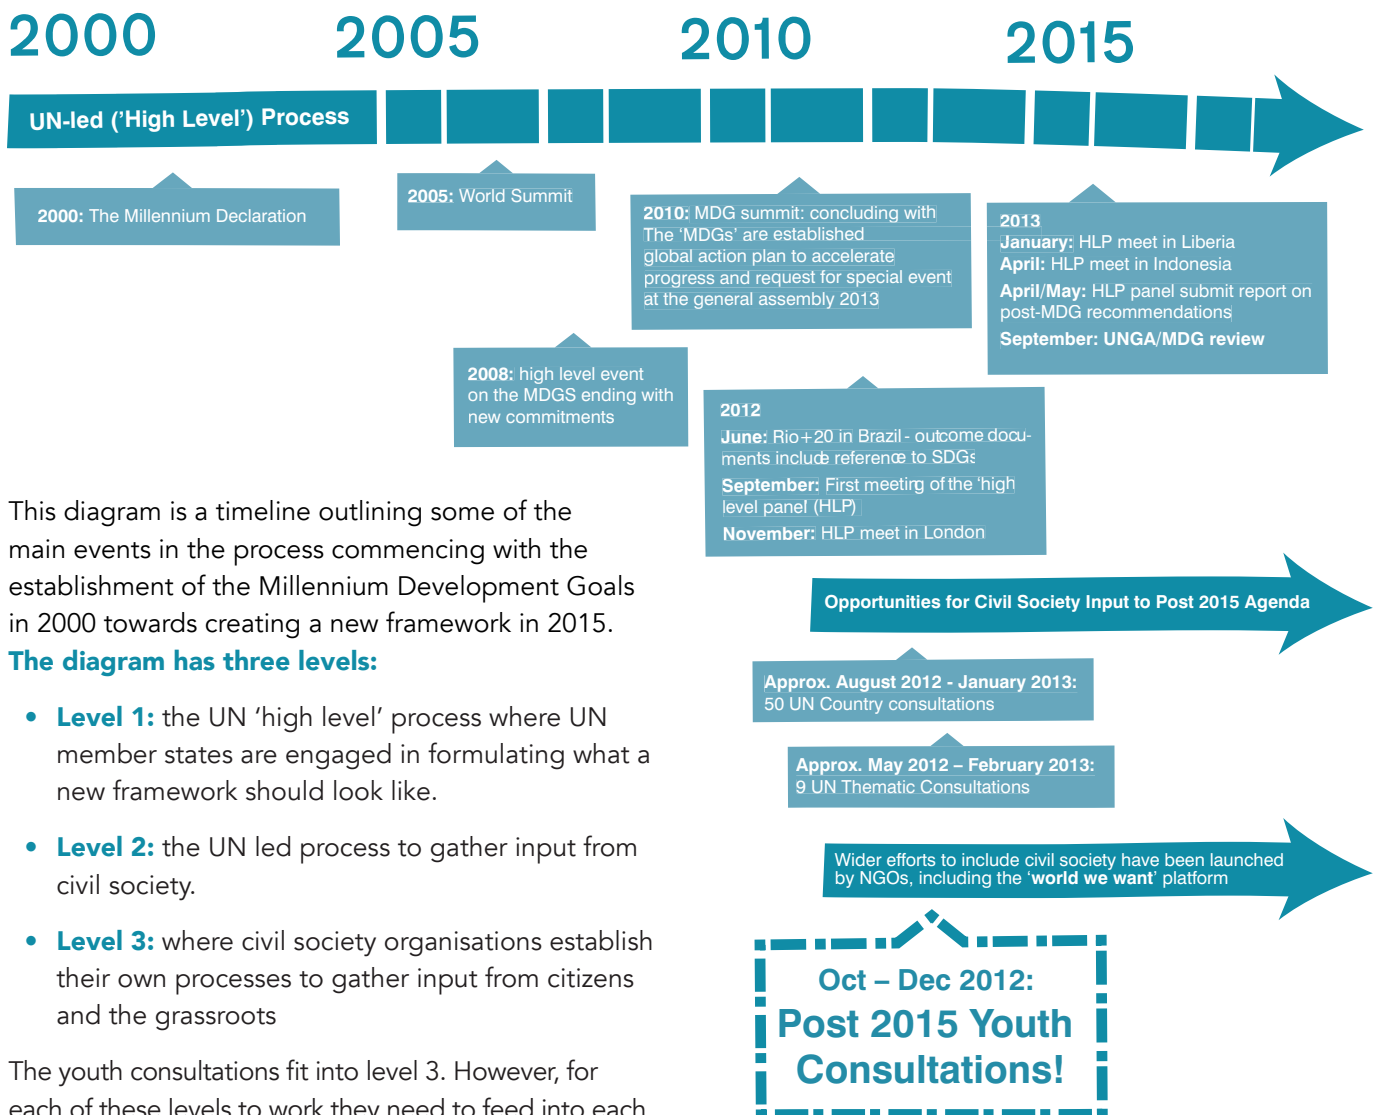 2000
2005
2010
2015
UN-led ('High Level') Process
2000: The Millennium Declaration
2005: World Summit
2010: MDG summit: concluding with
The ‘MDGs’ are established
global action plan to accelerate
progress and request for special event
at the general assembly 2013
2013
January: HLP meet in Liberia
April: HLP meet in Indonesia
April/May: HLP panel submit report on
post-MDG recommendations
September: UNGA/MDG review
2008: high level event
on the MDGS ending with
new commitments
2012
June: Rio+20 in Brazil - outcome docu-
ments include reference to SDGs
September: First meeting of the ‘high
level panel’ (HLP)
November: HLP meet in London
This diagram is a timeline outlining some of the
main events in the process commencing with the
establishment of the Millennium Development Goals
in 2000 towards creating a new framework in 2015.
The diagram has three levels:
• Level 1: the UN ‘high level’ process where UN
member states are engaged in formulating what a
new framework should look like.
• Level 2: the UN led process to gather input from
civil society.
• Level 3: where civil society organisations establish
their own processes to gather input from citizens
and the grassroots
The youth consultations fit into level 3. However, for
each of these levels to work they need to feed into each
Opportunities for Civil Society Input to Post 2015 Agenda
Approx. August 2012 - January 2013:
50 UN Country consultations
Approx. May 2012 – February 2013:
9 UN Thematic Consultations
Wider efforts to include civil society have been launched
by NGOs, including the ‘world we want’ platform
Oct – Dec 2012:
Post 2015 Youth
Consultations!